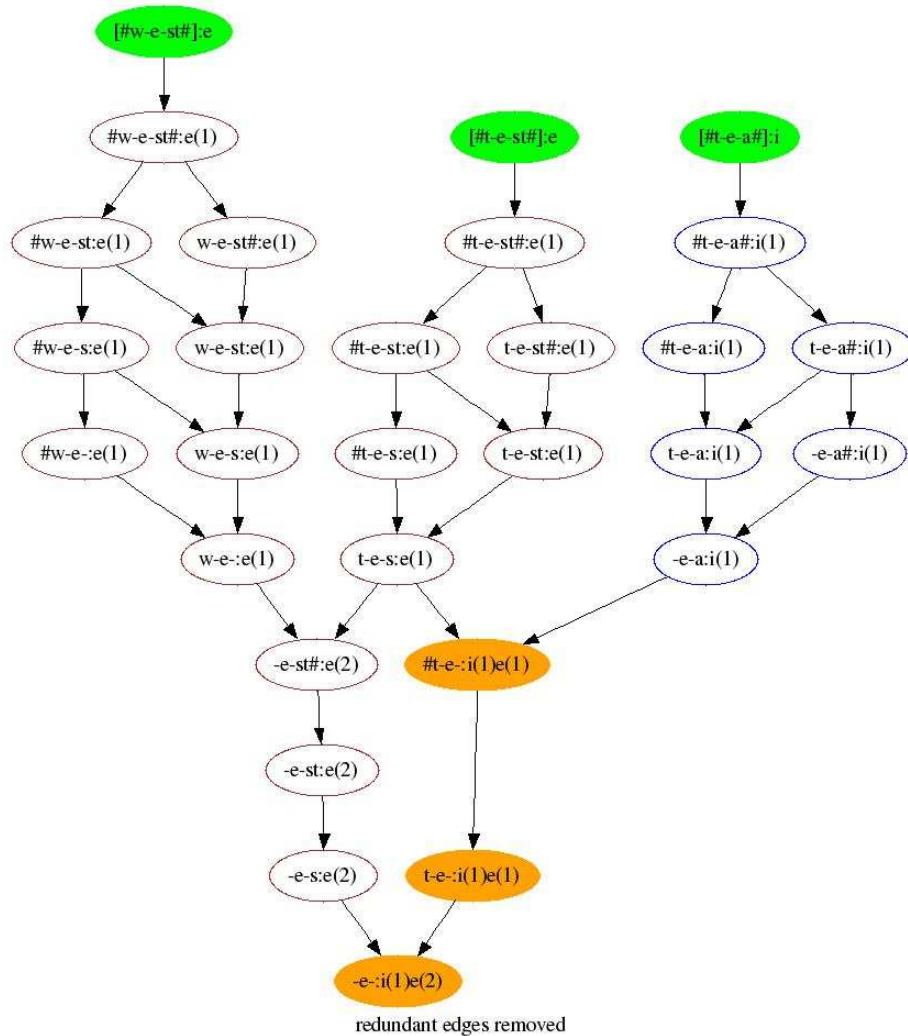 [#w-e-st#]:e
#w-e-st#:e(1)
[#t-e-st#]:e
[#t-e-a#]:i
#w-e-st:e(1)
w-e-st#:e(1)
#t-e-st#:e(1)
#t-e-a#:i(1)
#w-e-s:e(1)
w-e-st:e(1)
#t-e-st:e(1)
t-e-st#:e(1)
#t-e-a:i(1)
t-e-a#:i(1)
#w-e-:e(1)
w-e-s:e(1)
#t-e-s:e(1)
t-e-st:e(1)
t-e-a:i(1)
-e-a#:i(1)
w-e-:e(1)
t-e-s:e(1)
-e-a:i(1)
-e-st#:e(2)
#t-e-:i(1)e(1)
-e-st:e(2)
-e-s:e(2)
t-e-:i(1)e(1)
-e-:i(1)e(2)
redundant edges removed